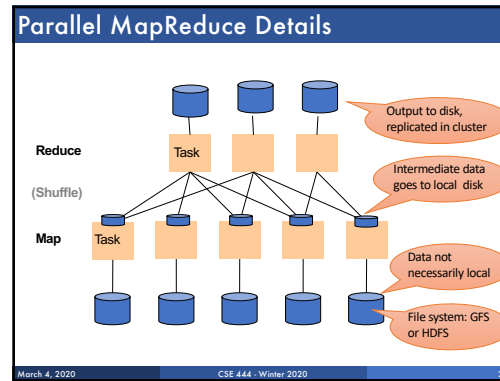 Parallel MapReduce Details
Output to disk,
replicated in cluster
Reduce
Task
Intermediate data
goes to local disk
(Shuffle)
Map
Task
Data not
necessarily local
File system: GFS
or HDFS
March 4, 2020
CSE 444 - Winter 2020